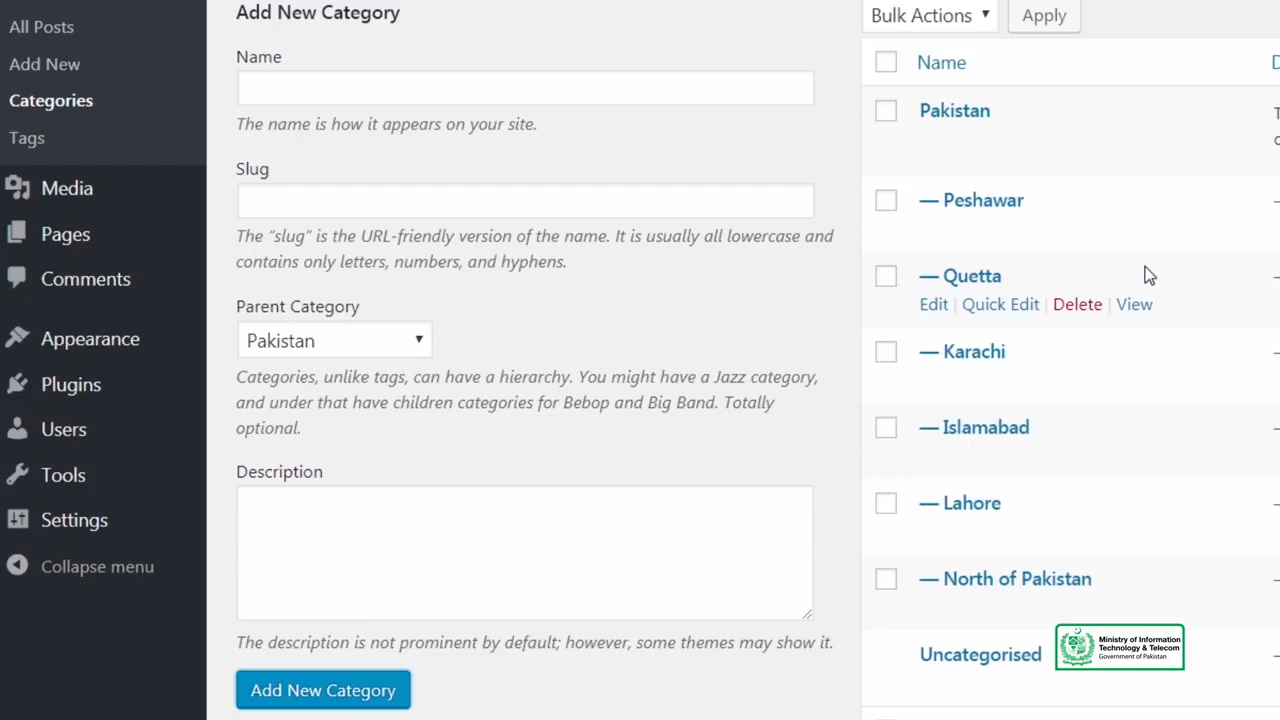 All Posts
Add New
Categories
Tags
Media
Pages
Comments
Appearance
Plugins
Users
Tools
Settings
Collapse menu
Add New Category
Name
The name is how it appears on your site.
Slug
The “slug” is the URL-friendly version of the name. It is usually all lowercase and
contains only letters, numbers, and hyphens.
Parent Category
Pakistan
Categories, unlike tags, can have a hierarchy. You might have a Jazz category,
and under that have children categories for Bebop and Big Band. Totally
optional.
Description
The description is not prominent by default; however, some themes may show it.
Add New Category
Bulk Actions
Apply
Name
Pakistan
— Peshawar
— Quetta
Edit | Quick Edit | Delete | View
— Karachi
— Islamabad
— Lahore
— North of Pakistan
Uncategorised
Ministry of Information
Technology & Telecom
Government of Pakistan